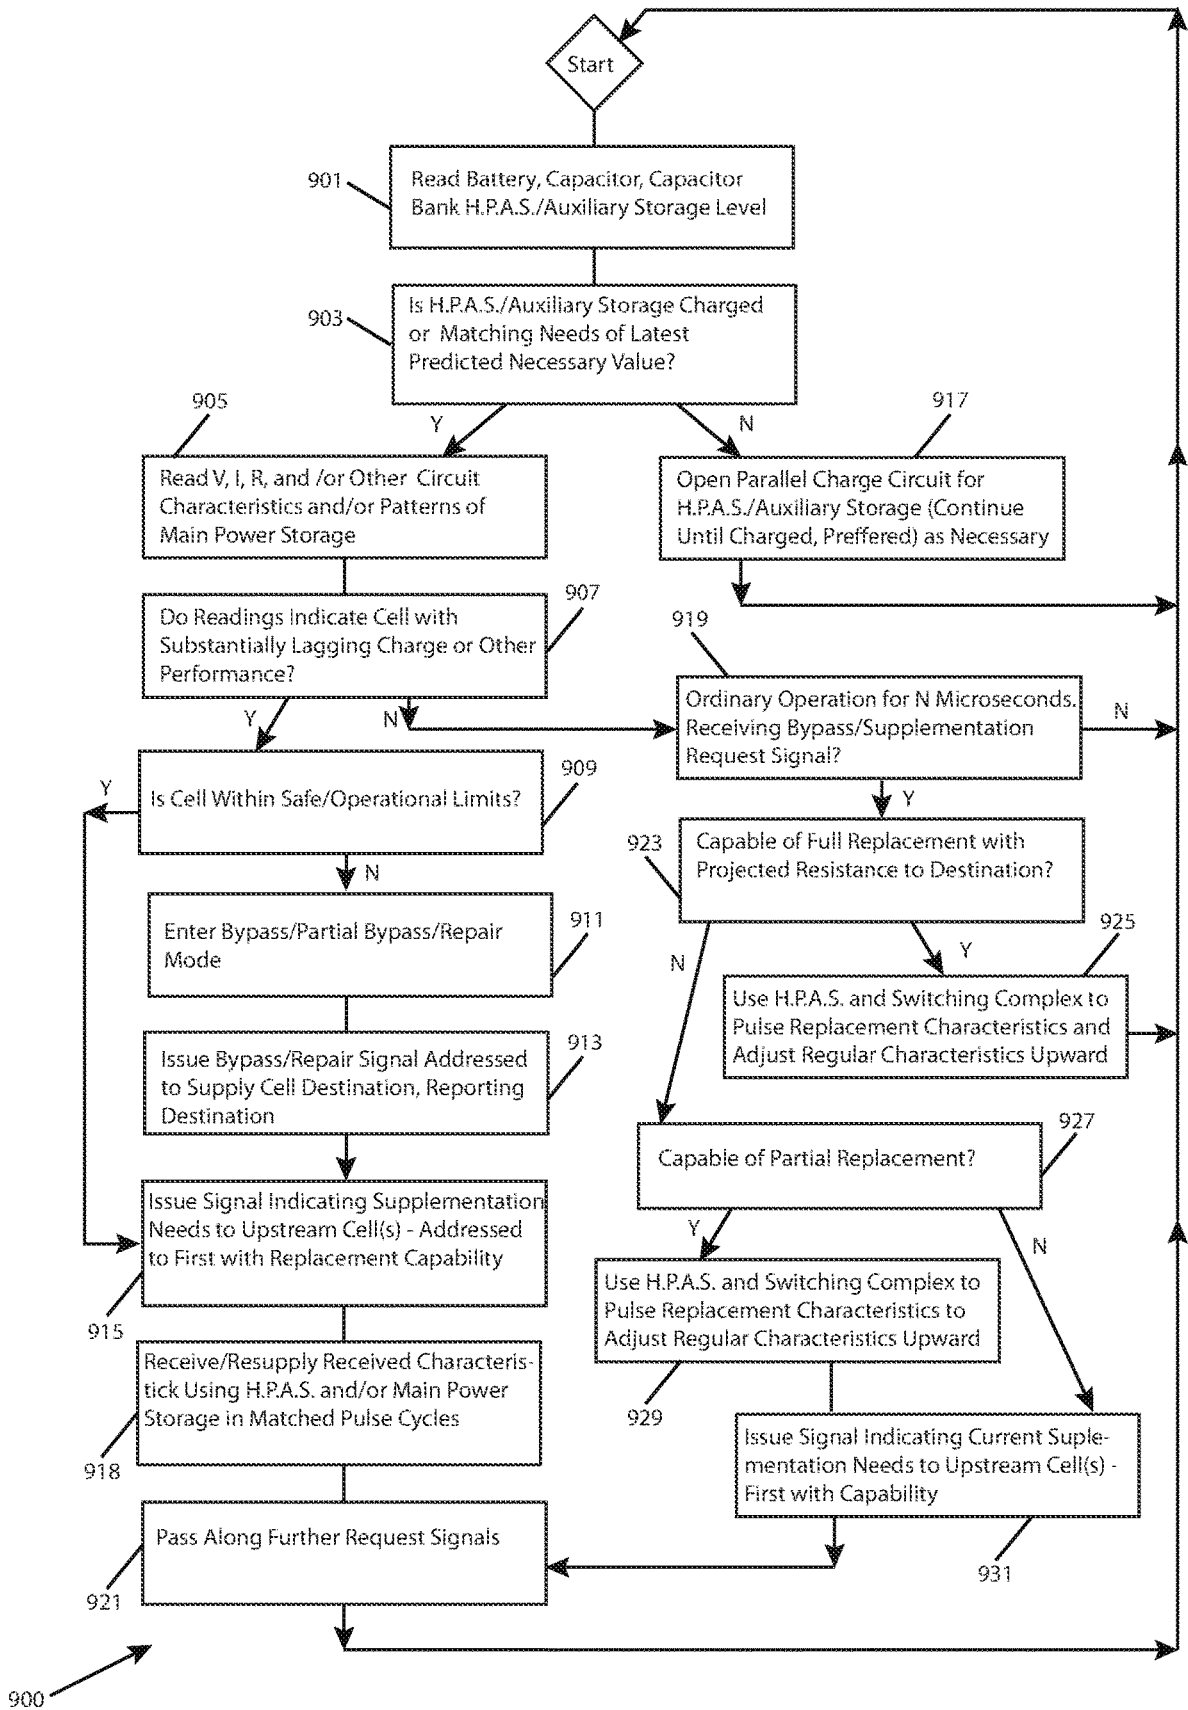 Start
901
Read Battery, Capacitor, Capacitor
Bank H.P.A.S./Auxiliary Storage Level
903
Is H.P.A.S./Auxiliary Storage Charged
or Matching Needs of Latest
Predicted Necessary Value?
Y
N
905
Read V, I, R, and /or Other Circuit
Characteristics and/or Patterns of
Main Power Storage
917
Open Parallel Charge Circuit for
H.P.A.S./Auxiliary Storage (Continue
Until Charged, Preffered) as Necessary
907
Do Readings Indicate Cell with
Substantially Lagging Charge or Other
Performance?
Y
N
919
Ordinary Operation for N Microseconds.
Receiving Bypass/Supplementation
Request Signal?
N
Y
909
Is Cell Within Safe/Operational Limits?
Y
N
923
Capable of Full Replacement with
Projected Resistance to Destination?
N
Y
911
Enter Bypass/Partial Bypass/Repair
Mode
925
Use H.P.A.S. and Switching Complex to
Pulse Replacement Characteristics and
Adjust Regular Characteristics Upward
913
Issue Bypass/Repair Signal Addressed
to Supply Cell Destination, Reporting
Destination
927
Capable of Partial Replacement?
Y
N
915
Issue Signal Indicating Supplementation
Needs to Upstream Cell(s) - Addressed
to First with Replacement Capability
929
Use H.P.A.S. and Switching Complex to
Pulse Replacement Characteristics to
Adjust Regular Characteristics Upward
918
Receive/Resupply Received Characteris-
tick Using H.P.A.S. and/or Main Power
Storage in Matched Pulse Cycles
931
Issue Signal Indicating Current Suple-
mentation Needs to Upstream Cell(s) -
First with Capability
921
Pass Along Further Request Signals
900